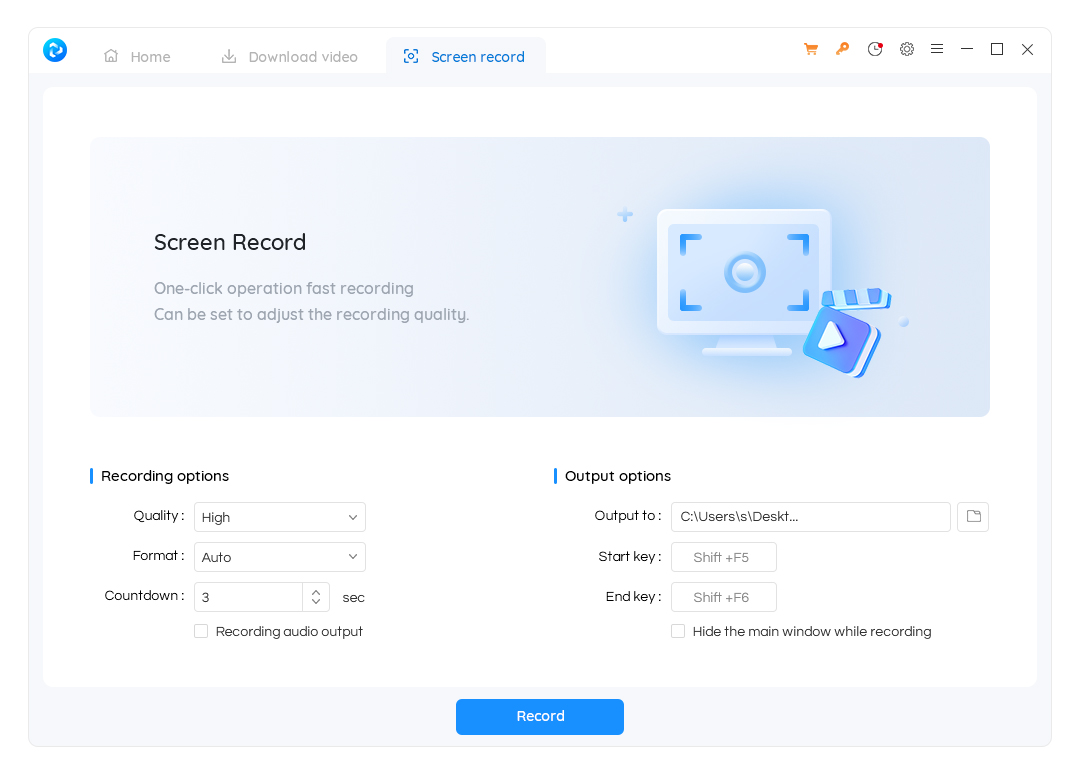 Home
Download video
Screen record
Screen Record
One-click operation fast recording
Can be set to adjust the recording quality.
Recording options
Quality : High
Format : Auto
Countdown : 3 sec
Recording audio output
Output options
Output to : C:\Users\s\Deskt...
Start key : Shift +F5
End key : Shift +F6
Hide the main window while recording
Record